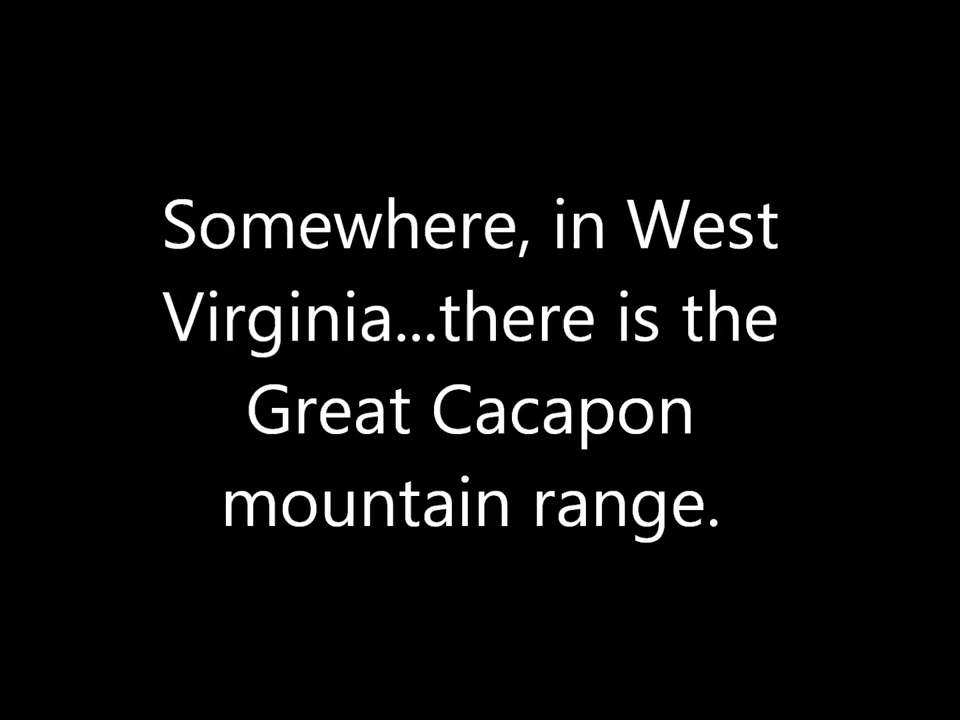 Somewhere, in West
Virginia...there is the
Great Cacapon
mountain range.